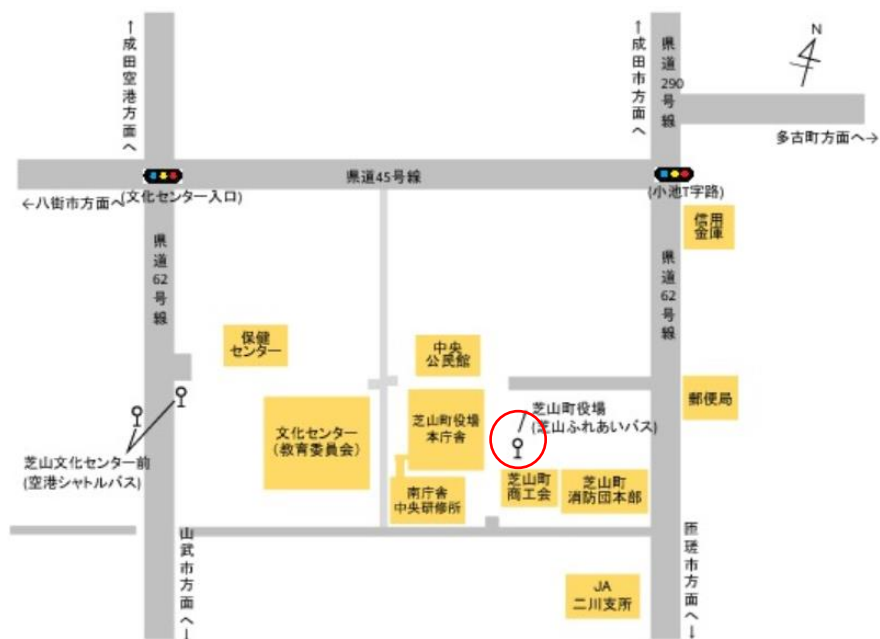 ↑成田空港方面へ
↑成田市方面へ
県道290号線
N
多古町方面へ→
県道45号線
←八街市方面へ
(文化センター入口)
(小池T字路)
信用
金庫
県道62号線
県道62号線
保健
センター
中央
公民館
郵便局
芝山町役場
(芝山ふれあいバス)
文化センター
(教育委員会)
芝山町役場
本庁舎
芝山文化センター前
(空港シャトルバス)
南庁舎
中央研修所
芝山町
商工会
芝山町
消防団本部
山武市方面へ↓
匝瑳市方面へ↓
JA
二川支所